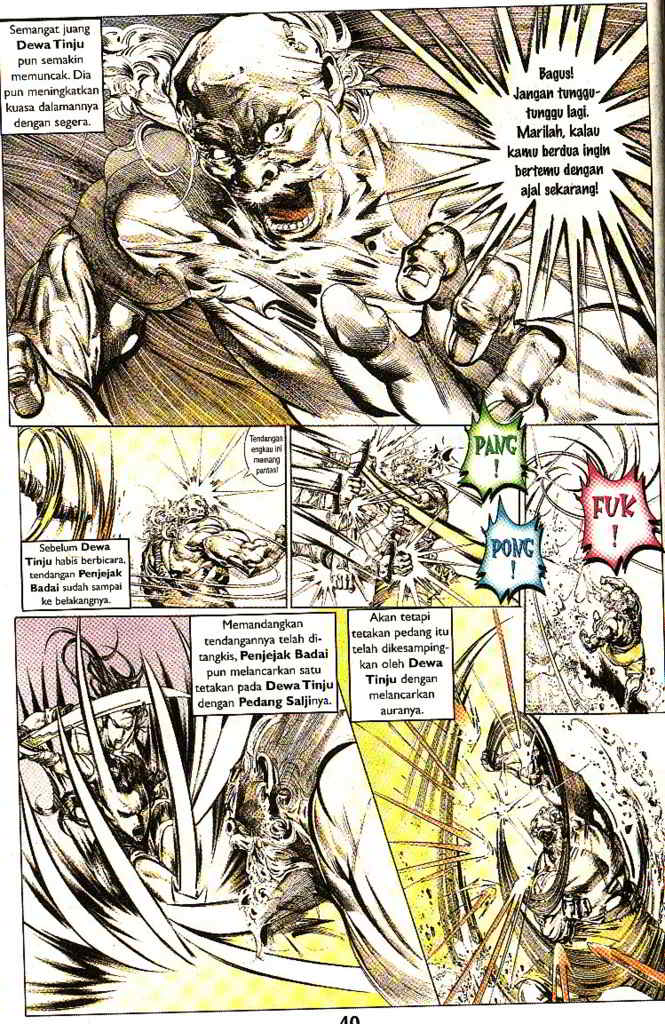 Semangat juang
Dewa Tinju
pun semakin
memuncak. Dia
pun meningkatkan
kuasa dalamannya
dengan segera.
Bagus!
Jangan tunggu-
tunggu lagi.
Marilah, kalau
kamu berdua ingin
bertemu dengan
ajal sekarang!
Tendangan
engkau ini
memang
pantas!
Sebelum Dewa
Tinju habis berbicara,
tendangan Penjejak
Badai sudah sampai
ke belakangnya.
PANG
!
PONG
!
FUK
!
Memandangkan
tendangannya telah di-
tangkis, Penjejak Badai
pun melancarkan satu
tetakan pada Dewa Tinju
dengan Pedang Saljinya.
Akan tetapi
tetakan pedang itu
telah dikesamping-
kan oleh Dewa
Tinju dengan
melancarkan
auranya.
40